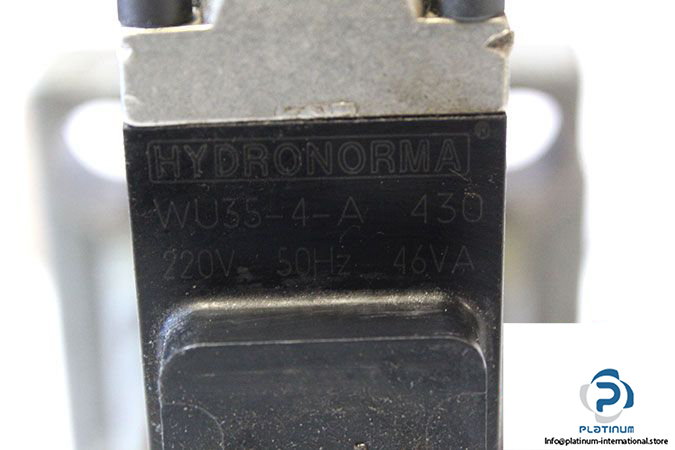 HYDRONORMA ®
WU35-4-A 430
220V 50Hz 46VA
PLATINUM
Info@platinum-international.store